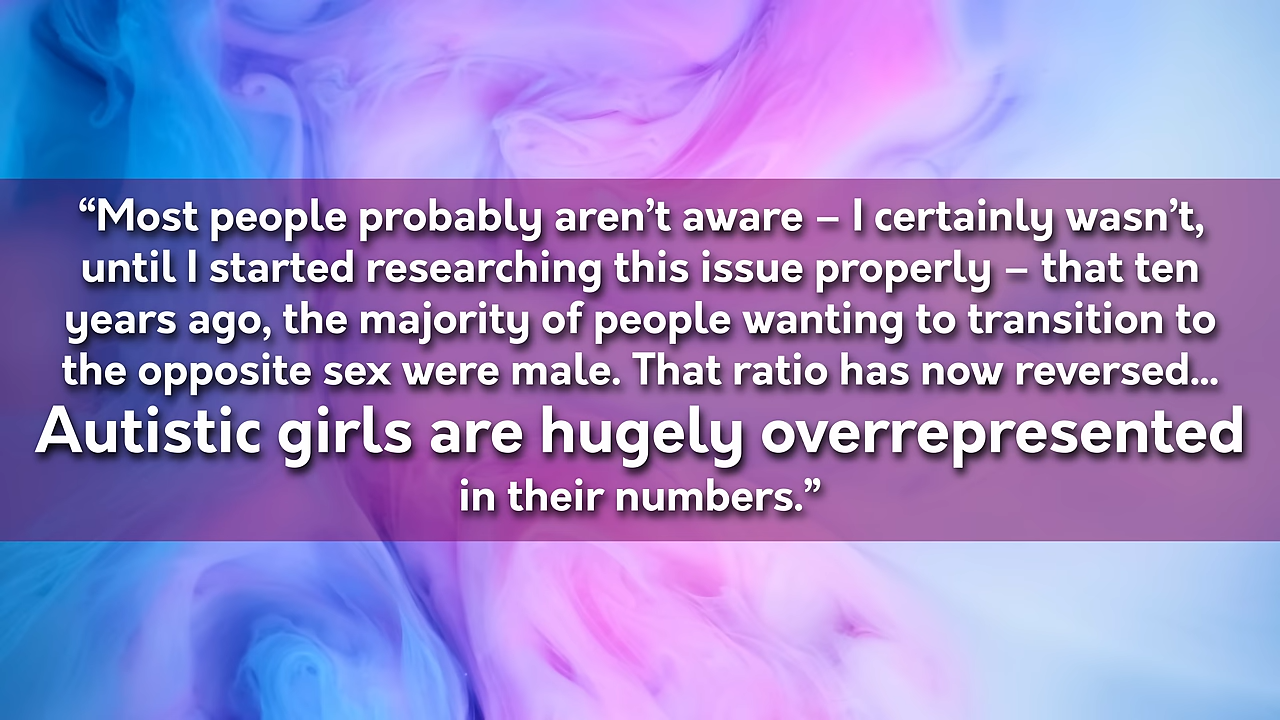 “Most people probably aren’t aware – I certainly wasn’t,
until I started researching this issue properly – that ten
years ago, the majority of people wanting to transition to
the opposite sex were male. That ratio has now reversed...
Autistic girls are hugely overrepresented
in their numbers.”